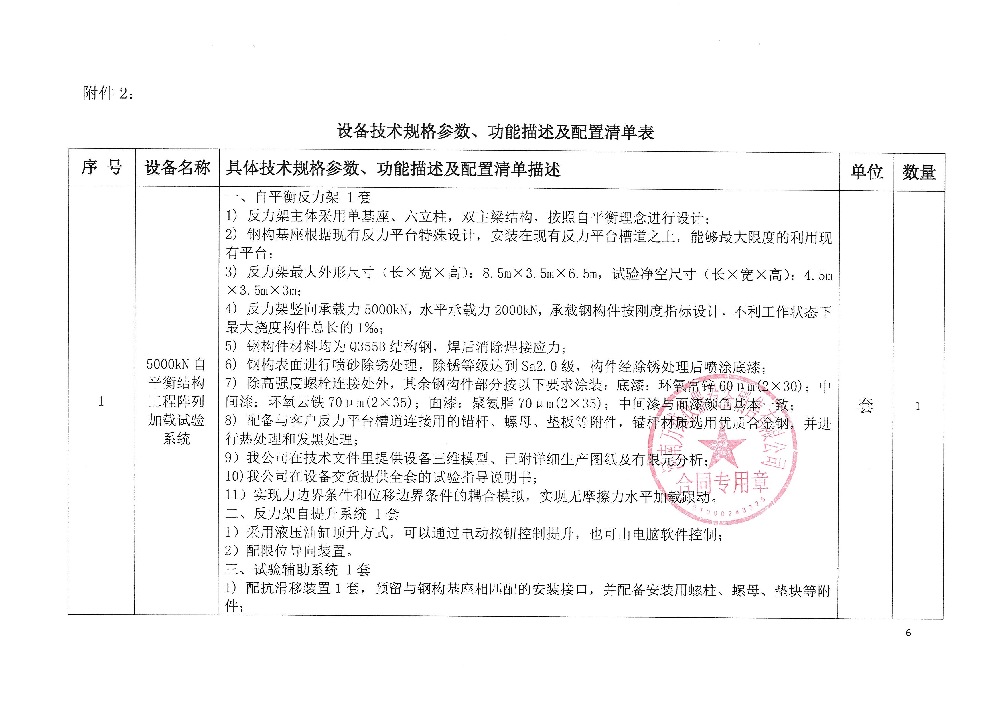 附件 2：
设备技术规格参数、功能描述及配置清单表
序 号 设备名称 具体技术规格参数、功能描述及配置清单描述 单位 数量
1
5000kN 自
平衡结构
工程阵列
加载试验
系统
一、自平衡反力架 1 套
1) 反力架主体采用单基座、六立柱，双主梁结构，按照自平衡理念进行设计；
2) 钢构基座根据现有反力平台特殊设计，安装在现有反力平台槽道之上，能够最大限度的利用现
有平台；
3) 反力架最大外形尺寸（长×宽×高）：8.5m×3.5m×6.5m，试验净空尺寸（长×宽×高）：4.5m
×3.5m×3m；
4) 反力架竖向承载力 5000kN，水平承载力 2000kN，承载钢构件按刚度指标设计，不利工作状态下
最大挠度构件总长的 1‰；
5) 钢构件材料均为 Q355B 结构钢，焊后消除焊接应力；
6) 钢构表面进行喷砂除锈处理，除锈等级达到 Sa2.0 级，构件经除锈处理后喷涂底漆；
7) 除高强度螺栓连接处外，其余钢构件部分按以下要求涂装：底漆：环氧富锌 60μm(2×30)；中
间漆：环氧云铁 70μm(2×35)；面漆：聚氨脂 70μm(2×35)；中间漆与面漆颜色基本一致；
8) 配备与客户反力平台槽道连接用的锚杆、螺母、垫板等附件，锚杆材质选用优质合金钢，并进
行热处理和发黑处理；
9）我公司在技术文件里提供设备三维模型、已附详细生产图纸及有限元分析；
10)我公司在设备交货提供全套的试验指导说明书；
11）实现力边界条件和位移边界条件的耦合模拟，实现无摩擦力水平加载跟动。
二、反力架自提升系统 1 套
1）采用液压油缸顶升方式，可以通过电动按钮控制提升，也可由电脑软件控制；
2）配限位导向装置。
三、试验辅助系统 1 套
1) 配抗滑移装置 1 套，预留与钢构基座相匹配的安装接口，并配备安装用螺柱、螺母、垫块等附
件；
套
1
合同专用章
6